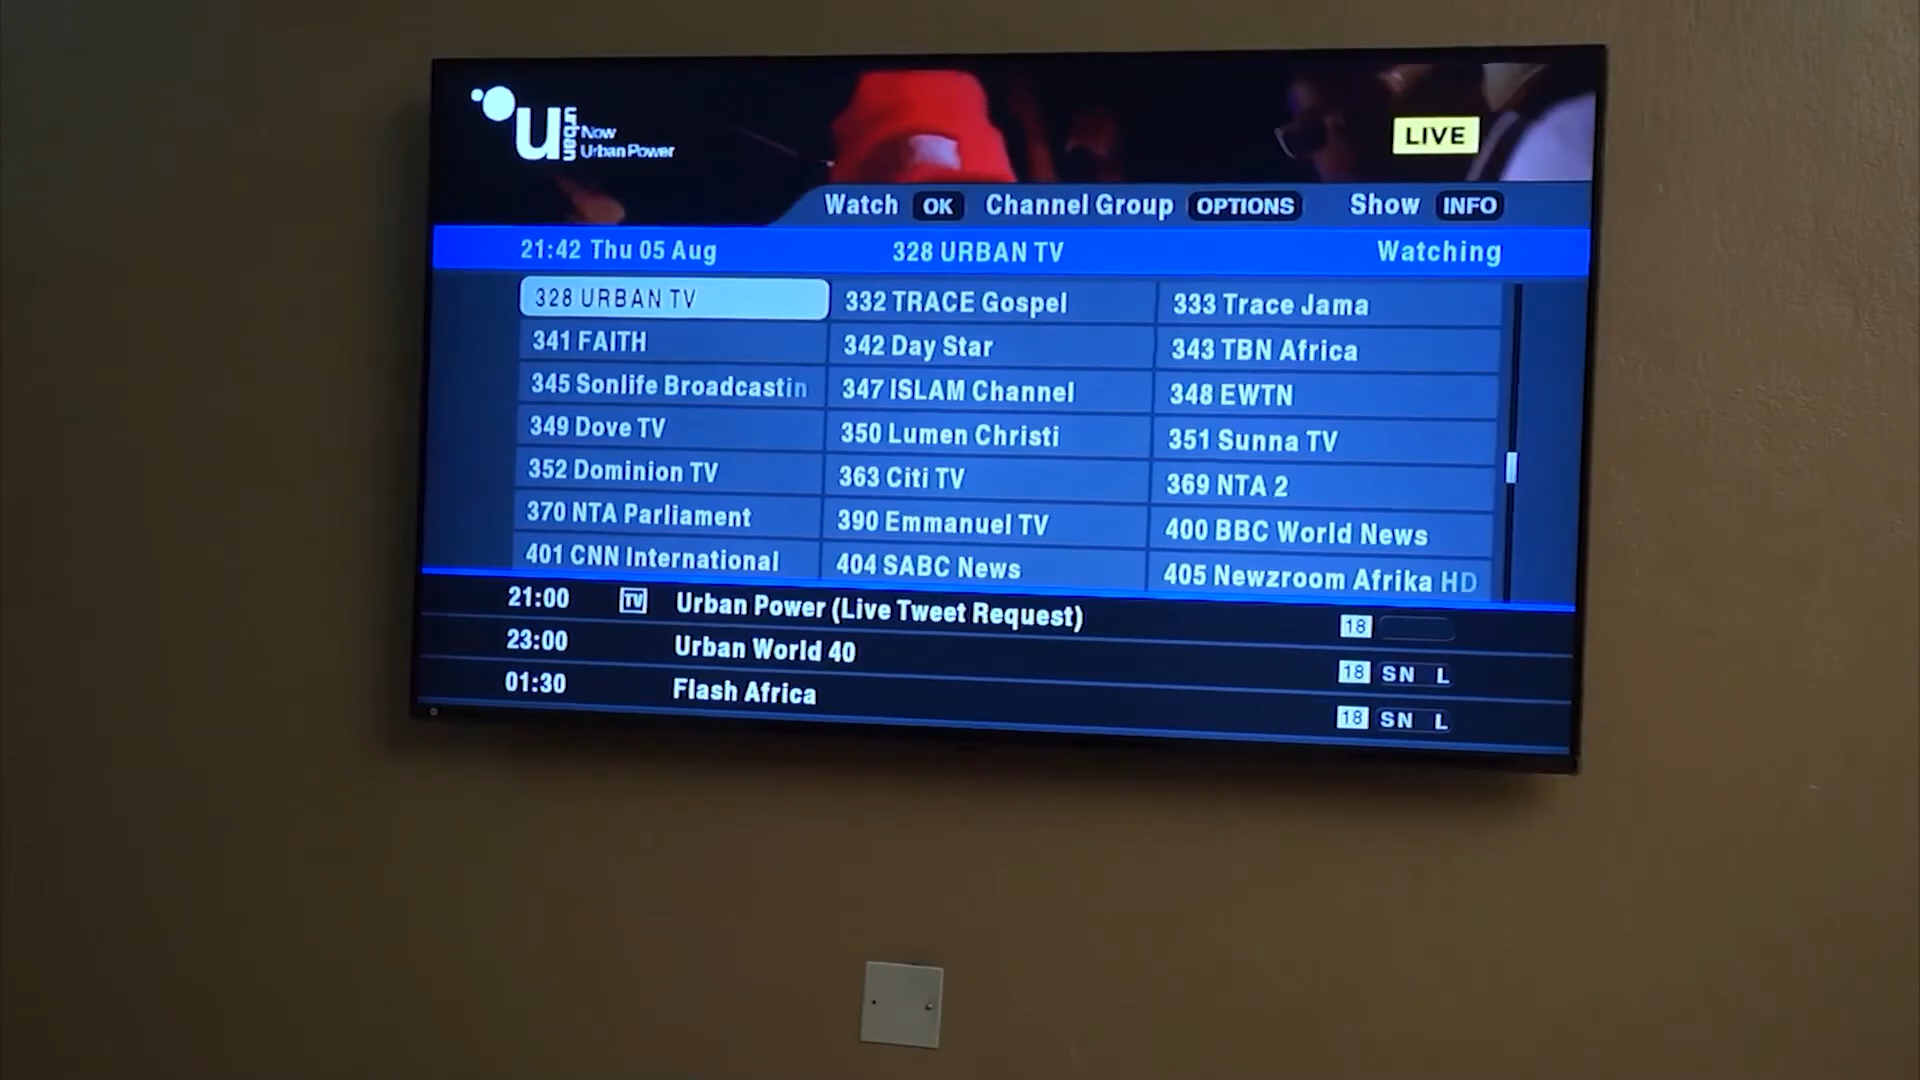 u urban Now
Urban Power
LIVE
Watch OK Channel Group OPTIONS Show INFO
21:42 Thu 05 Aug 328 URBAN TV Watching
328 URBAN TV 332 TRACE Gospel 333 Trace Jama
341 FAITH 342 Day Star 343 TBN Africa
345 Sonlife Broadcastin 347 ISLAM Channel 348 EWTN
349 Dove TV 350 Lumen Christi 351 Sunna TV
352 Dominion TV 363 Citi TV 369 NTA 2
370 NTA Parliament 390 Emmanuel TV 400 BBC World News
401 CNN International 404 SABC News 405 Newzroom Afrika HD
21:00 TV Urban Power (Live Tweet Request) 18
23:00 Urban World 40 18 SN L
01:30 Flash Africa 18 SN L